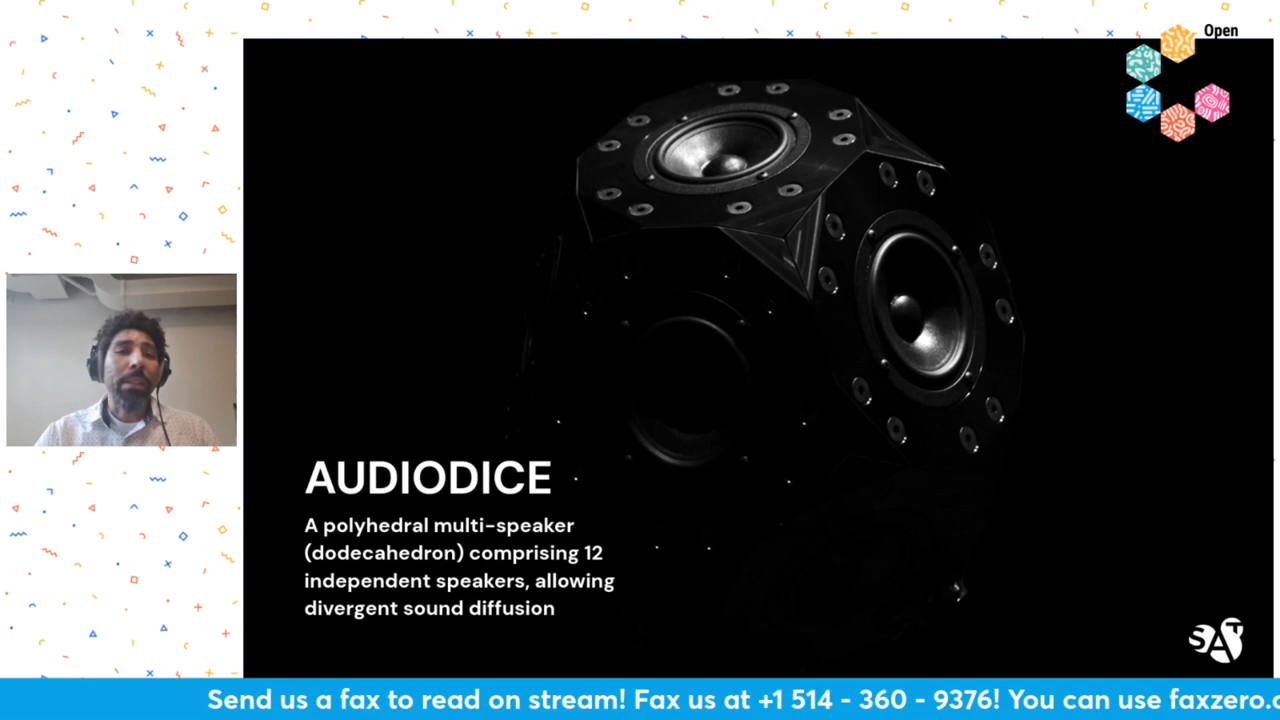 Open
AUDIODICE
A polyhedral multi-speaker
(dodecahedron) comprising 12
independent speakers, allowing
divergent sound diffusion
SAT
Send us a fax to read on stream! Fax us at +1 514 - 360 - 9376! You can use faxzero.